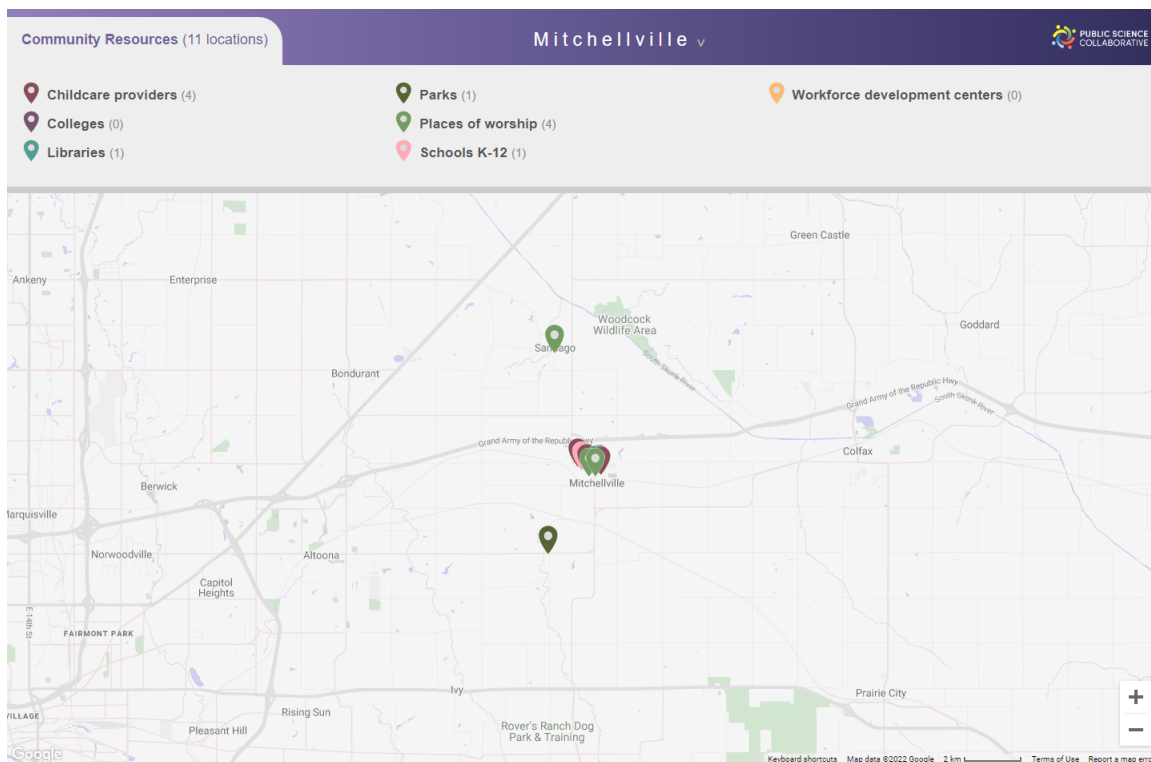 Community Resources (11 locations)
Mitchellville v
PUBLIC SCIENCE
COLLABORATIVE
Childcare providers (4)
Parks (1)
Workforce development centers (0)
Colleges (0)
Places of worship (4)
Libraries (1)
Schools K-12 (1)
Green Castle
Ankeny
Enterprise
Woodcock
Wildlife Area
Goddard
Bondurant
South Skunk River
Grand Army of the Republic Hwy
South Skunk River
Grand Army of the Republic Hwy
Colfax
Mitchellville
Berwick
Marquisville
Norwoodville
Altoona
Capitol
Heights
E 14th St
FAIRMONT PARK
Ivy
Prairie City
VILLAGE
Rising Sun
Rover's Ranch Dog
Park & Training
Pleasant Hill
+
−
Google
Keyboard shortcuts Map data ©2022 Google 2 km Terms of Use Report a map erro